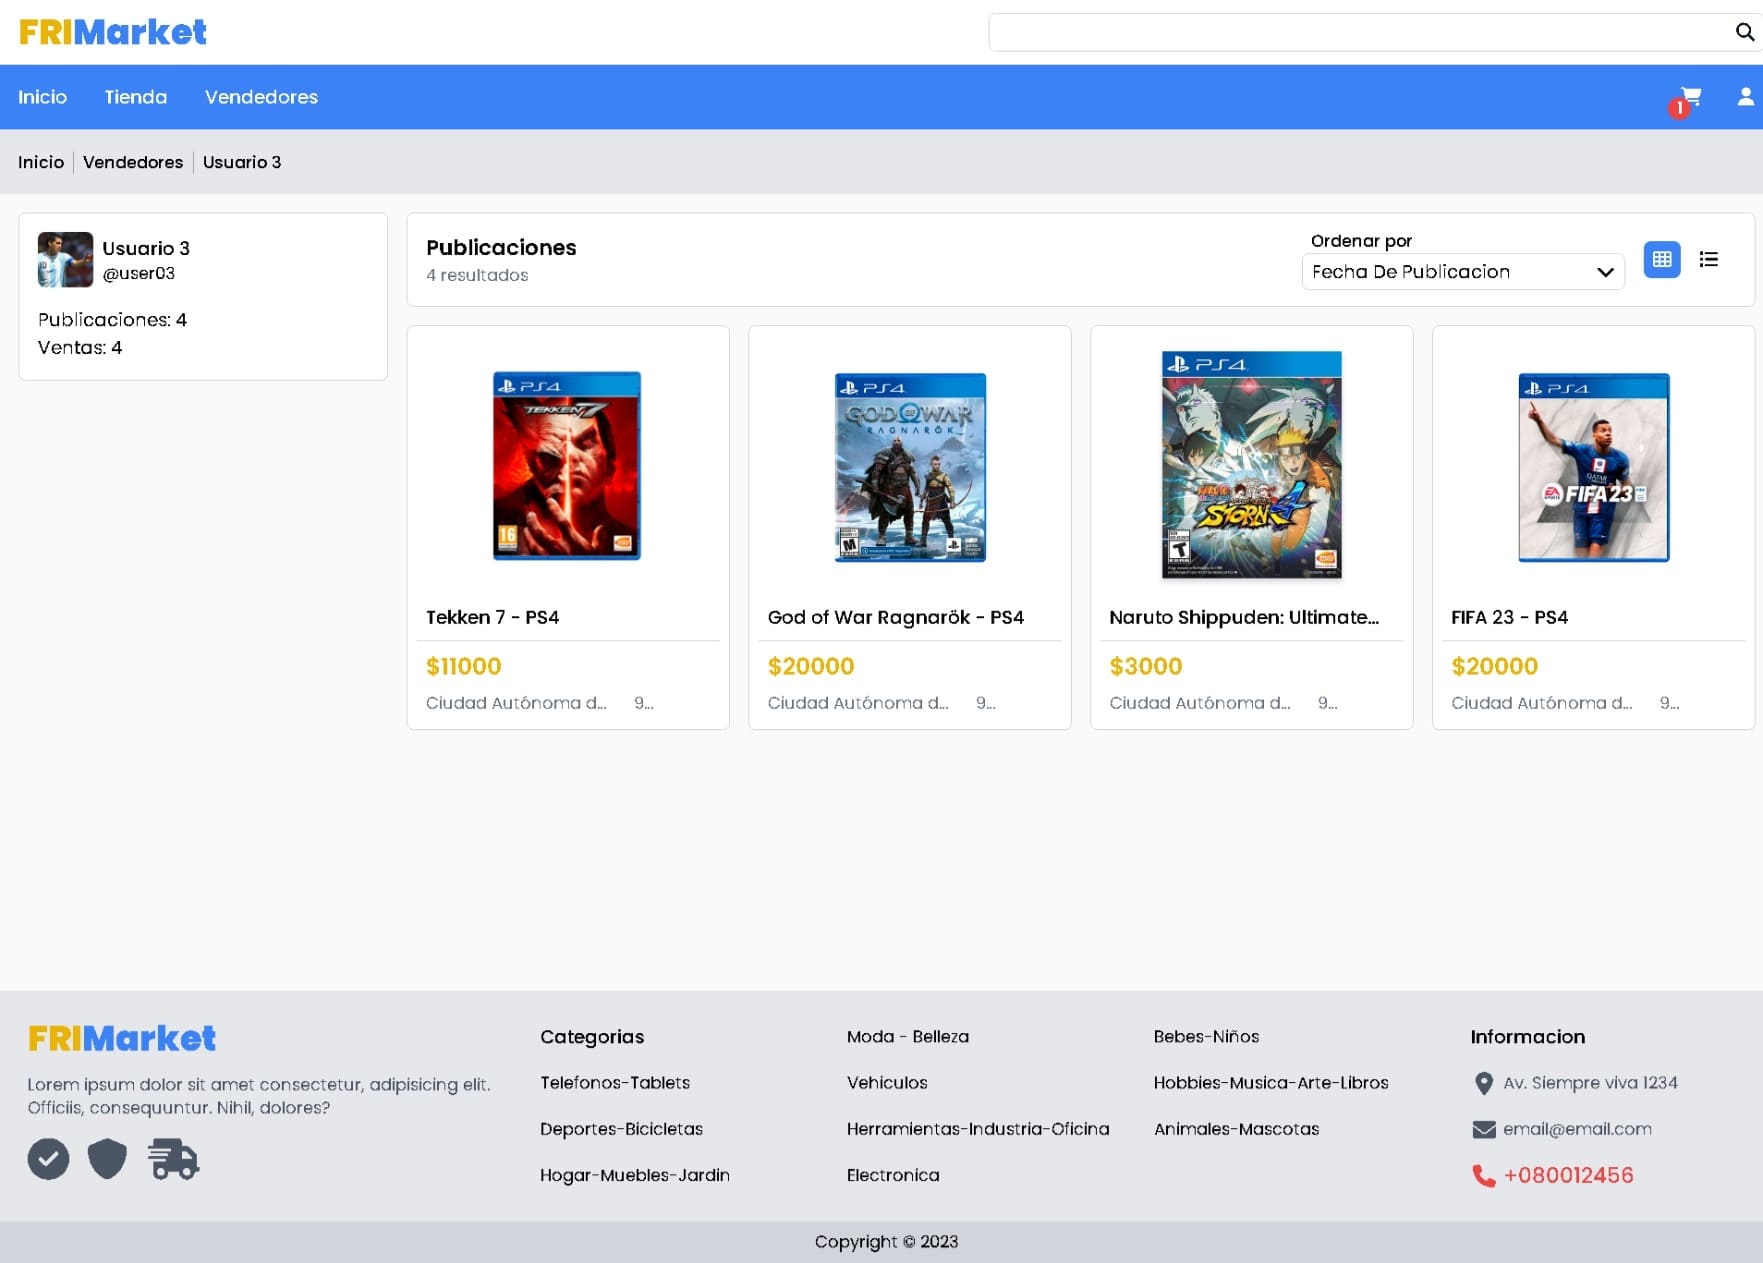 FRIMarket
Inicio Tienda Vendedores
1
Inicio Vendedores Usuario 3
Usuario 3
@user03
Publicaciones: 4
Ventas: 4
Publicaciones
4 resultados
Ordenar por
Fecha De Publicacion
PS4
TEKKEN 7
16
PS4
GOD OF WAR
RAGNARÖK
M
PS4
STORM 4
T
PS4
EA SPORTS
FIFA 23
QATAR
Tekken 7 - PS4
$11000
Ciudad Autónoma d... 9...
God of War Ragnarök - PS4
$20000
Ciudad Autónoma d... 9...
Naruto Shippuden: Ultimate...
$3000
Ciudad Autónoma d... 9...
FIFA 23 - PS4
$20000
Ciudad Autónoma d... 9...
FRIMarket
Lorem ipsum dolor sit amet consectetur, adipisicing elit.
Officiis, consequuntur. Nihil, dolores?
Categorias
Telefonos-Tablets
Deportes-Bicicletas
Hogar-Muebles-Jardin
Moda - Belleza
Vehiculos
Herramientas-Industria-Oficina
Electronica
Bebes-Niños
Hobbies-Musica-Arte-Libros
Animales-Mascotas
Informacion
Av. Siempre viva 1234
email@email.com
+080012456
Copyright © 2023